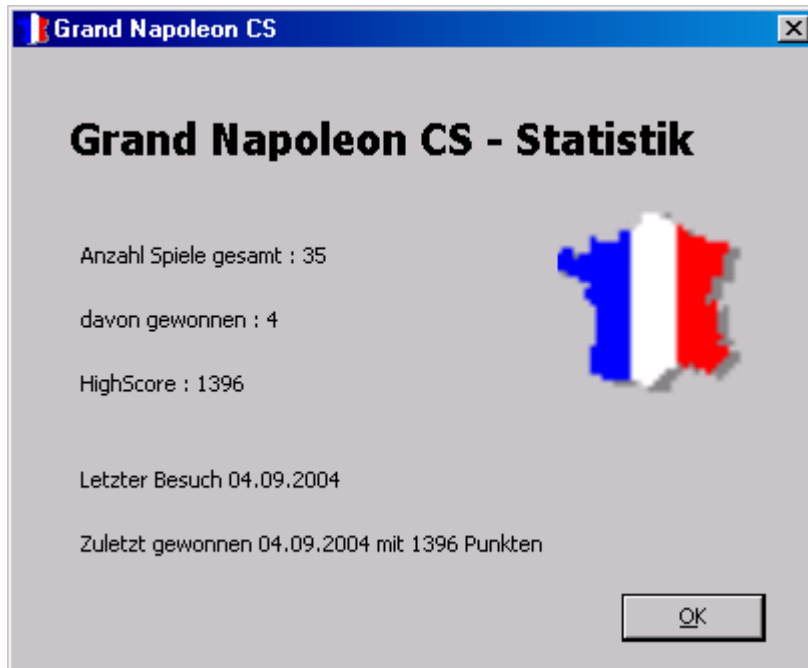 Grand Napoleon CS
Grand Napoleon CS - Statistik
Anzahl Spiele gesamt : 35
davon gewonnen : 4
HighScore : 1396
Letzter Besuch 04.09.2004
Zuletzt gewonnen 04.09.2004 mit 1396 Punkten
OK